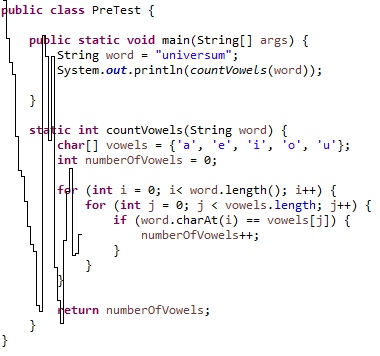 public class PreTest {
public static void main(String[] args) {
String word = "universum";
System.out.println(countVowels(word));
}
static int countVowels(String word) {
char[] vowels = {'a', 'e', 'i', 'o', 'u'};
int numberOfVowels = 0;
for (int i = 0; i< word.length(); i++) {
for (int j = 0; j < vowels.length; j++) {
if (word.charAt(i) == vowels[j]) {
numberOfVowels++;
}
}
}
return numberOfVowels;
}
}